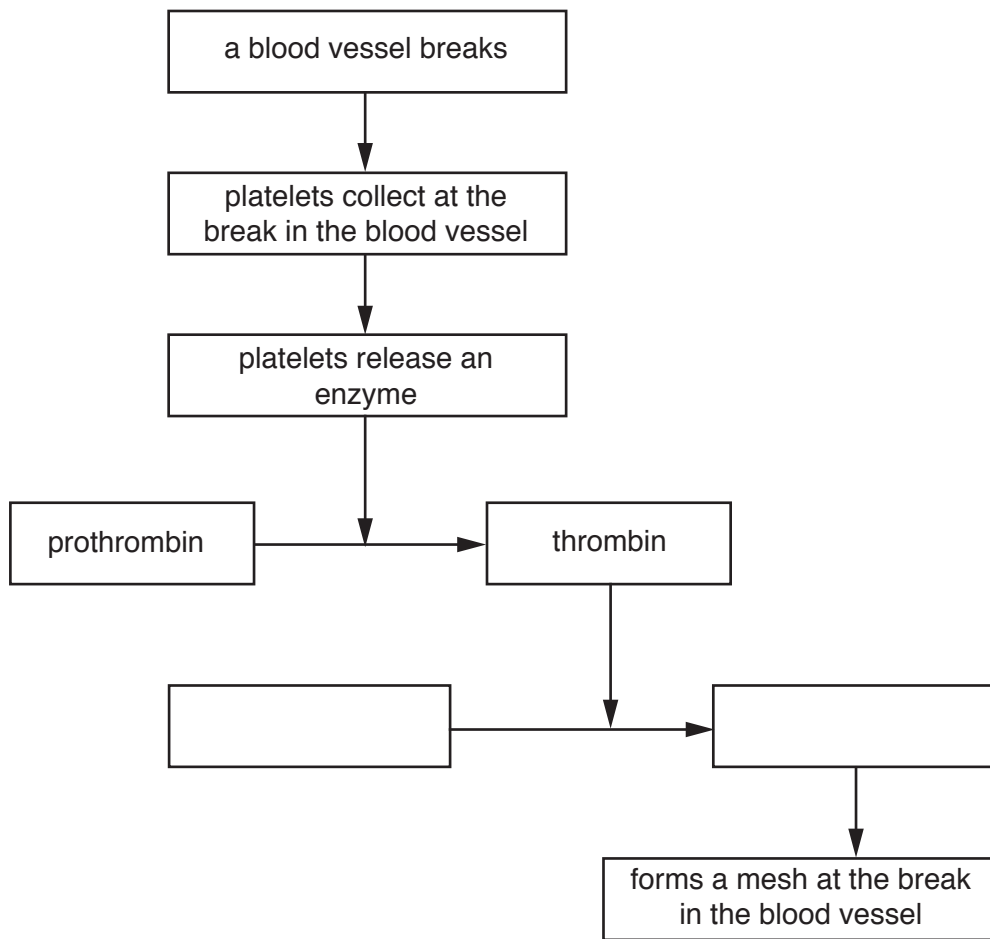 a blood vessel breaks
platelets collect at the
break in the blood vessel
platelets release an
enzyme
prothrombin
thrombin
forms a mesh at the break
in the blood vessel